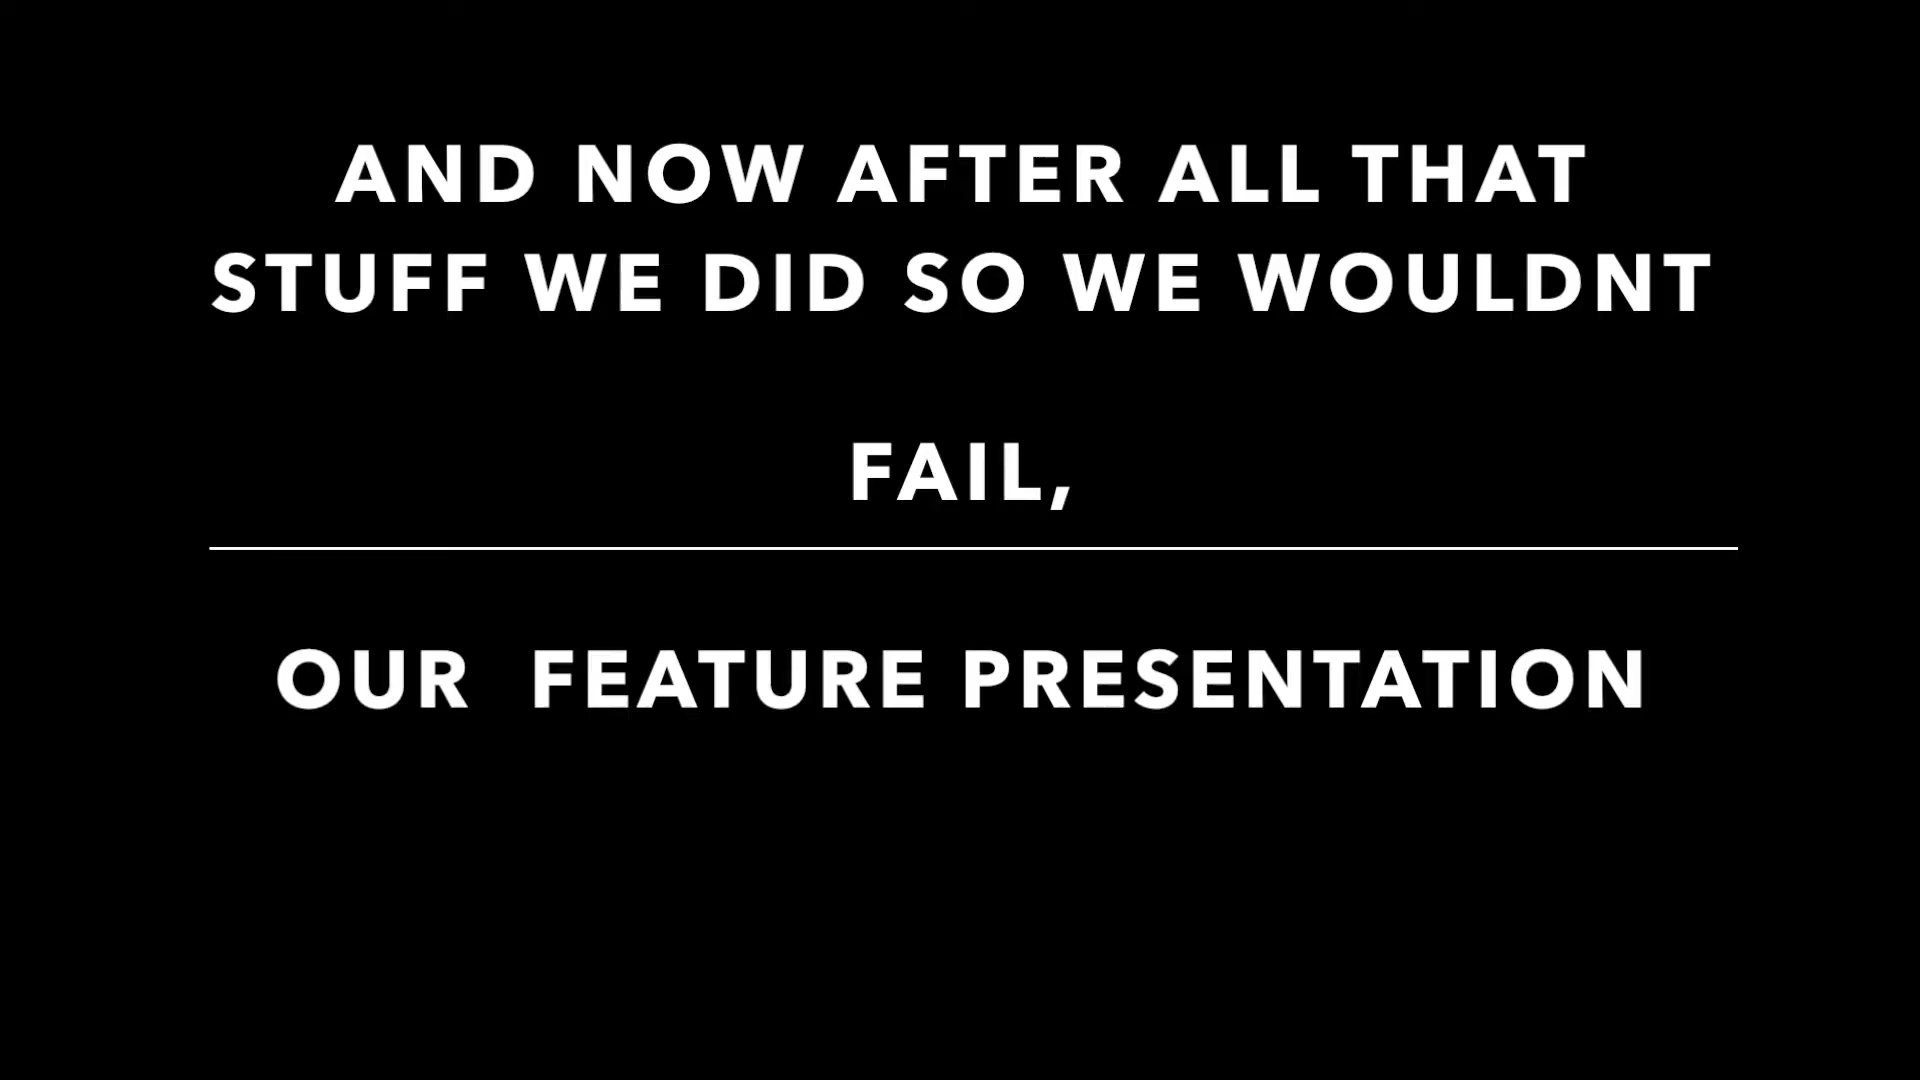 AND NOW AFTER ALL THAT
STUFF WE DID SO WE WOULDNT
FAIL,
OUR  FEATURE PRESENTATION